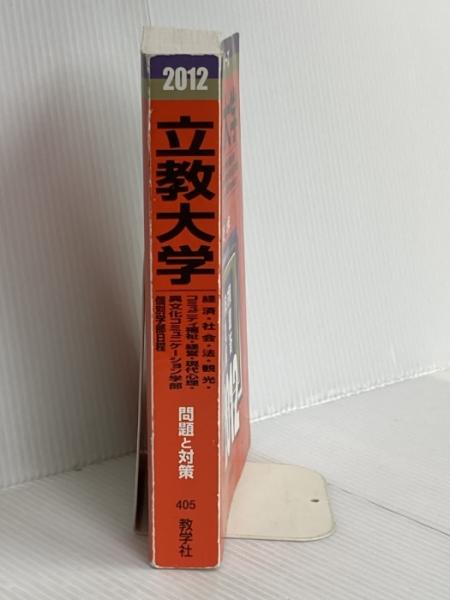 2012
立教大学
経済・社会・法・観光・
コミュニティ福祉・経営・現代心理・
異文化コミュニケーション学部
個別学部日程
問題と対策
405
教学社